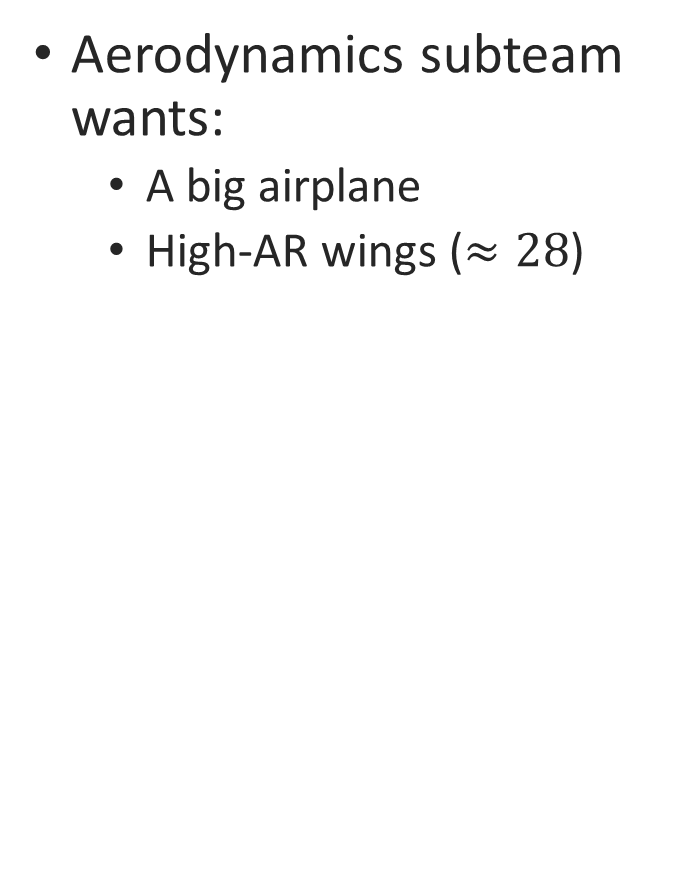 • Aerodynamics subteam
wants:
• A big airplane
• High-AR wings (≈ 28)